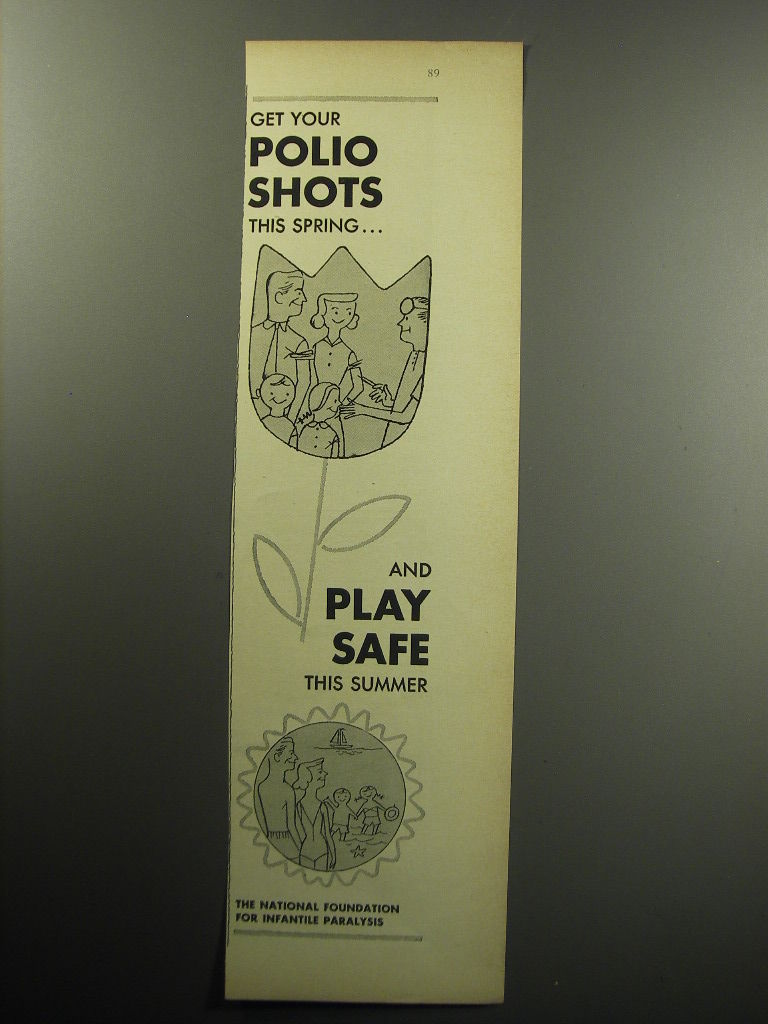 89
GET YOUR
POLIO
SHOTS
THIS SPRING...
AND
PLAY
SAFE
THIS SUMMER
THE NATIONAL FOUNDATION
FOR INFANTILE PARALYSIS